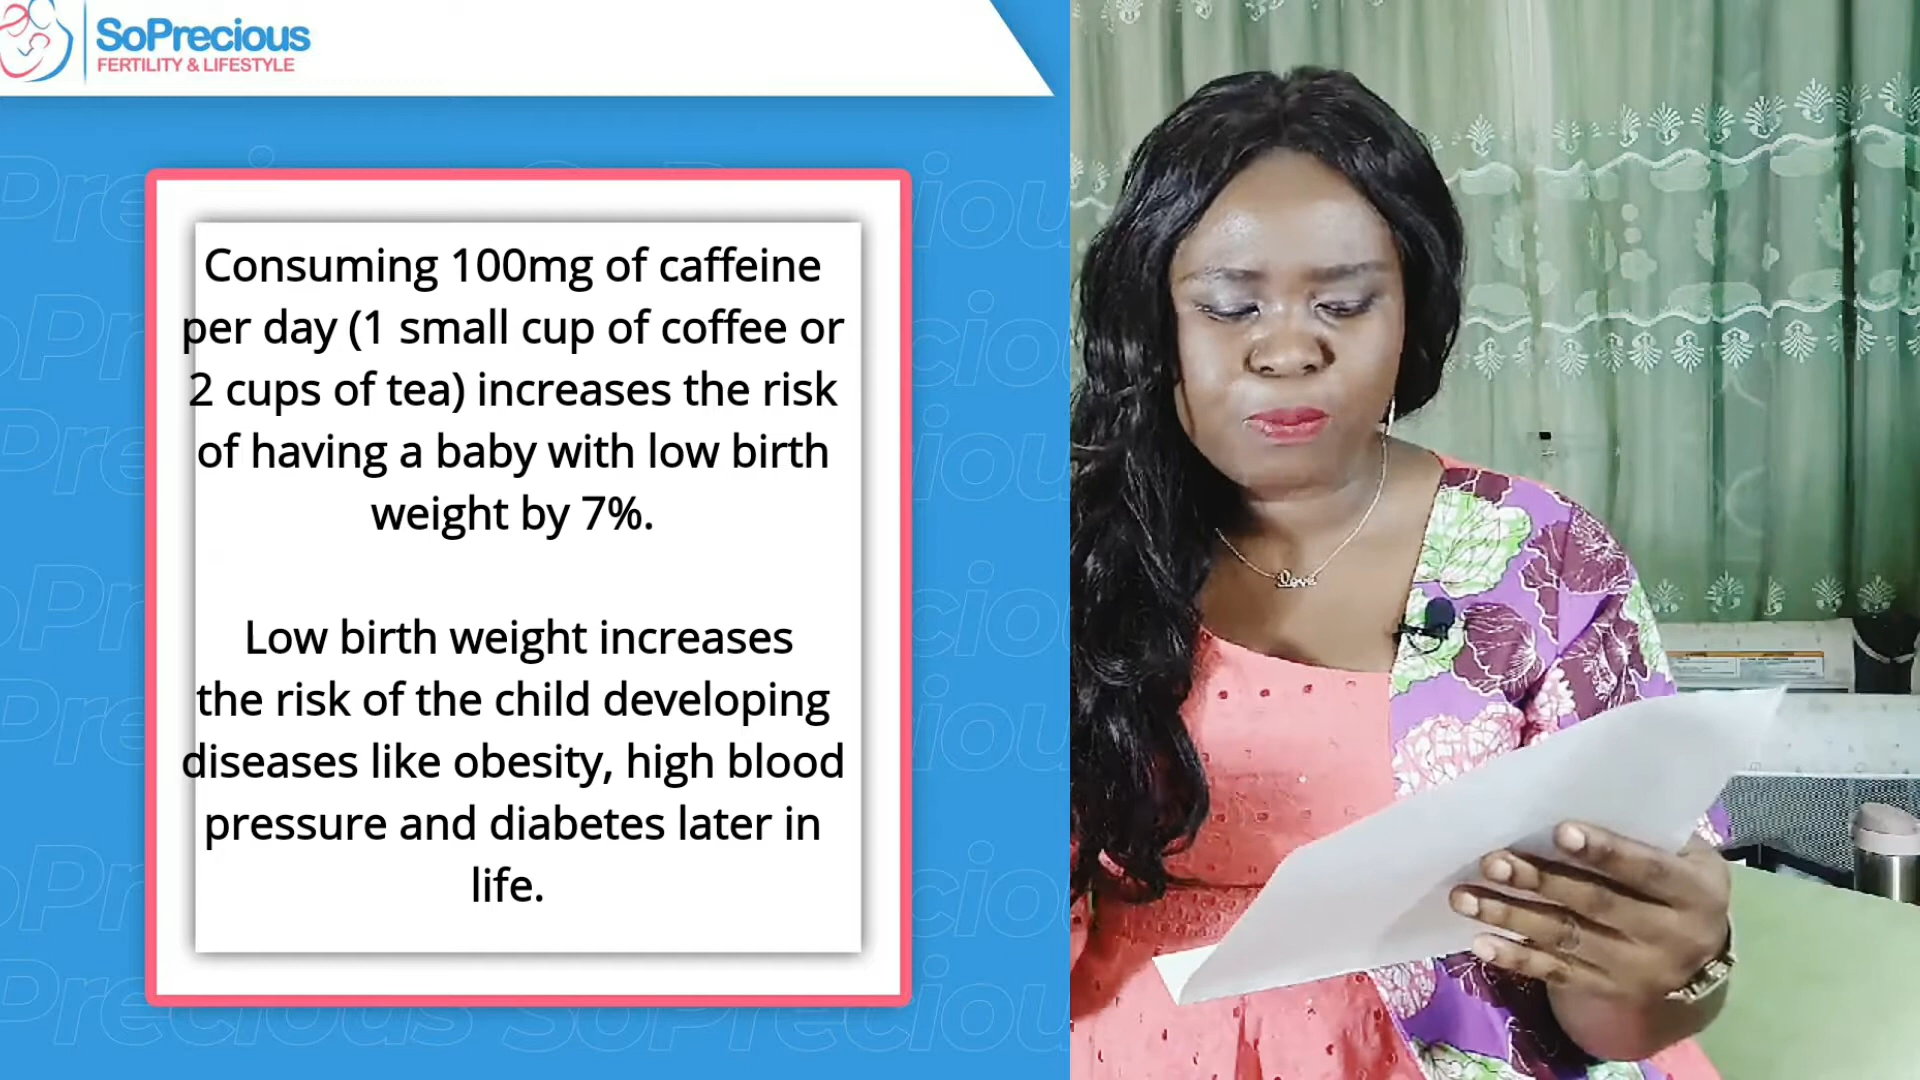 SoPrecious
FERTILITY & LIFESTYLE
Consuming 100mg of caffeine
per day (1 small cup of coffee or
2 cups of tea) increases the risk
of having a baby with low birth
weight by 7%.
Low birth weight increases
the risk of the child developing
diseases like obesity, high blood
pressure and diabetes later in
life.
love